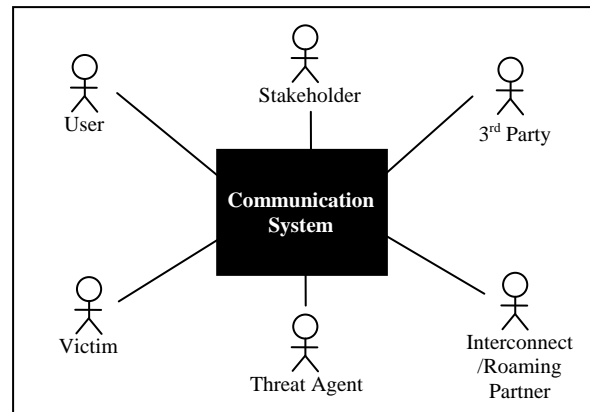 Stakeholder
User
3rd Party
Communication
System
Victim
Threat Agent
Interconnect
/Roaming
Partner